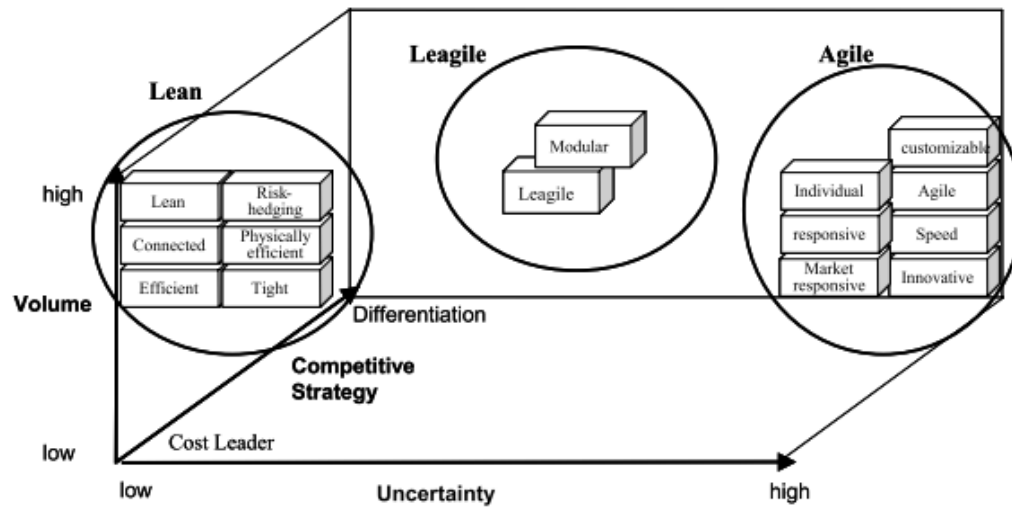 Leagile
Agile
Lean
Modular
customizable
high
Lean
Risk-
hedging
Leagile
Individual
Agile
Connected
Physically
efficient
responsive
Speed
Efficient
Tight
Market
responsive
Innovative
Volume
Differentiation
Competitive
Strategy
low
Cost Leader
low
Uncertainty
high